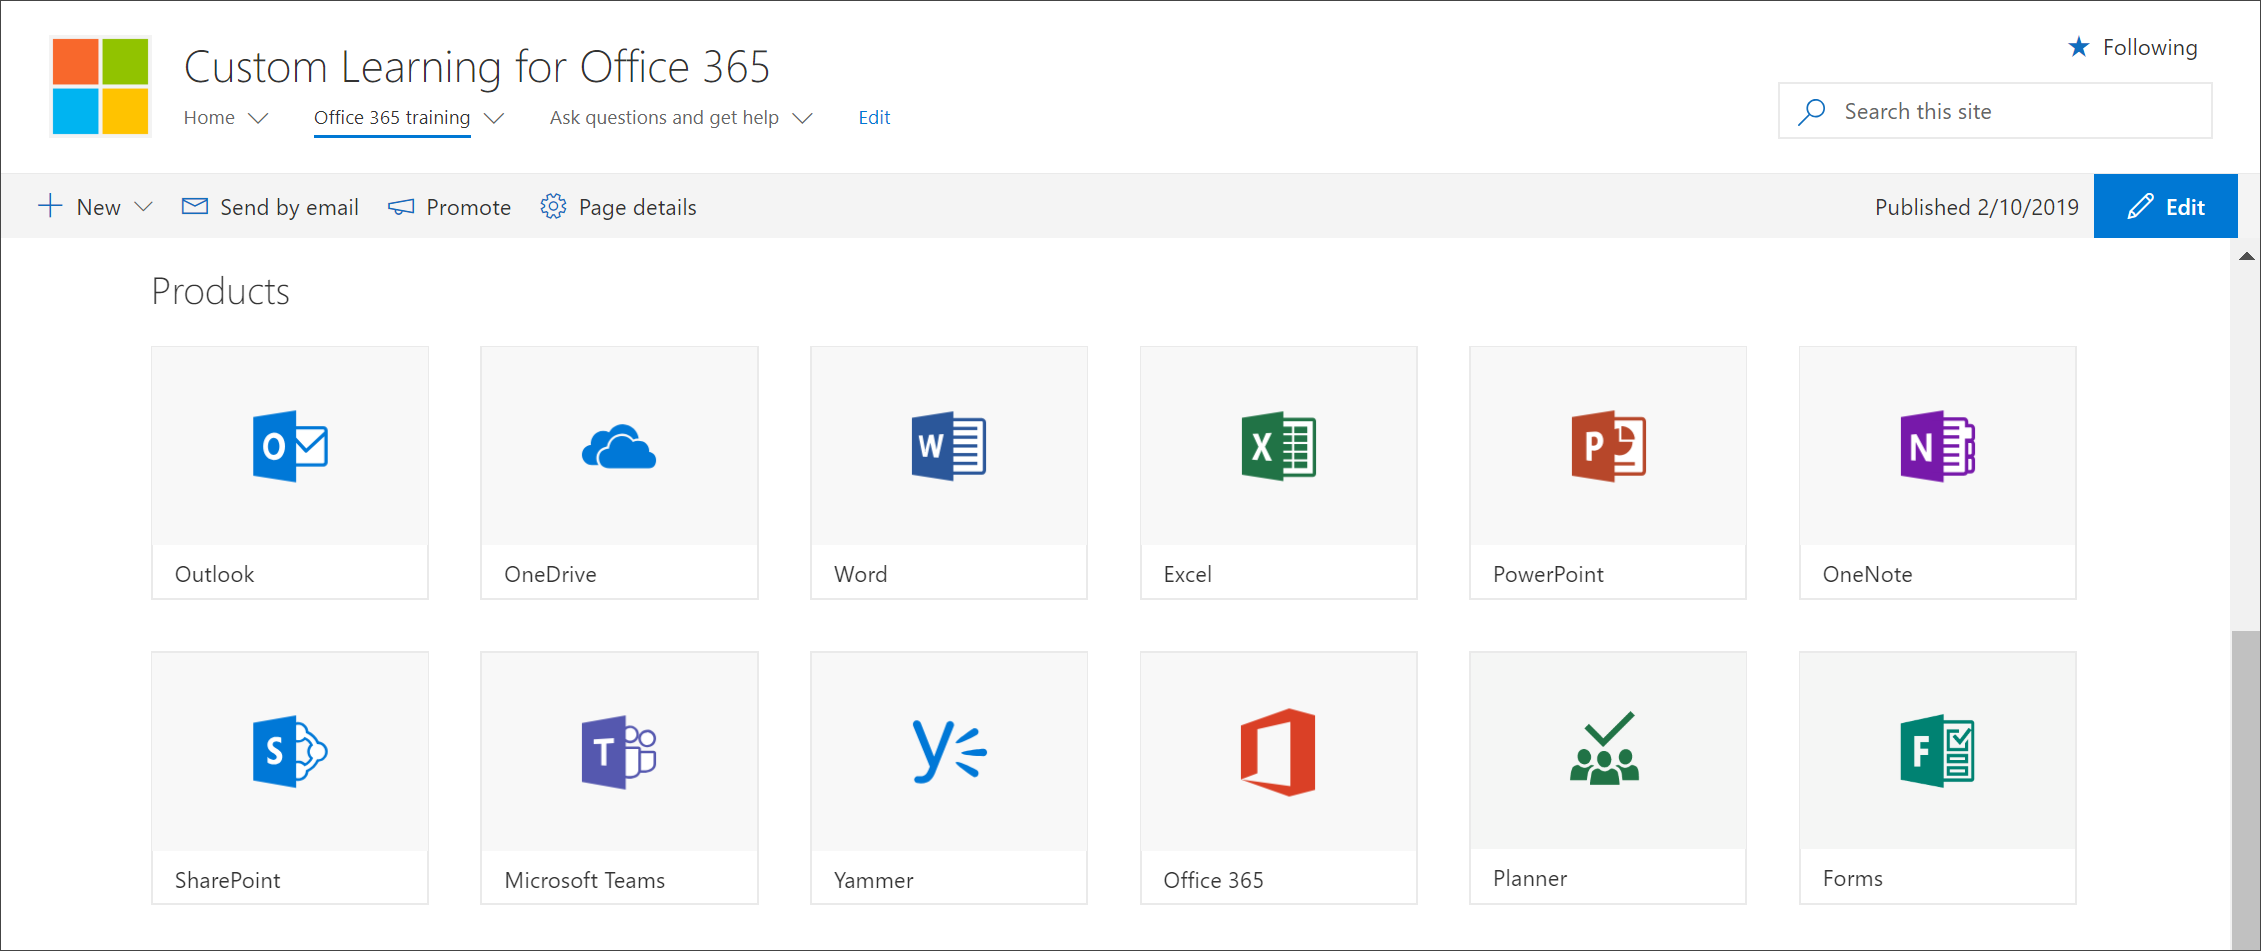 Custom Learning for Office 365
Following
Home Office 365 training Ask questions and get help Edit
Search this site
New Send by email Promote Page details Published 2/10/2019 Edit
Products
O W X P N
Outlook OneDrive Word Excel PowerPoint OneNote
S T F
SharePoint Microsoft Teams Yammer Office 365 Planner Forms